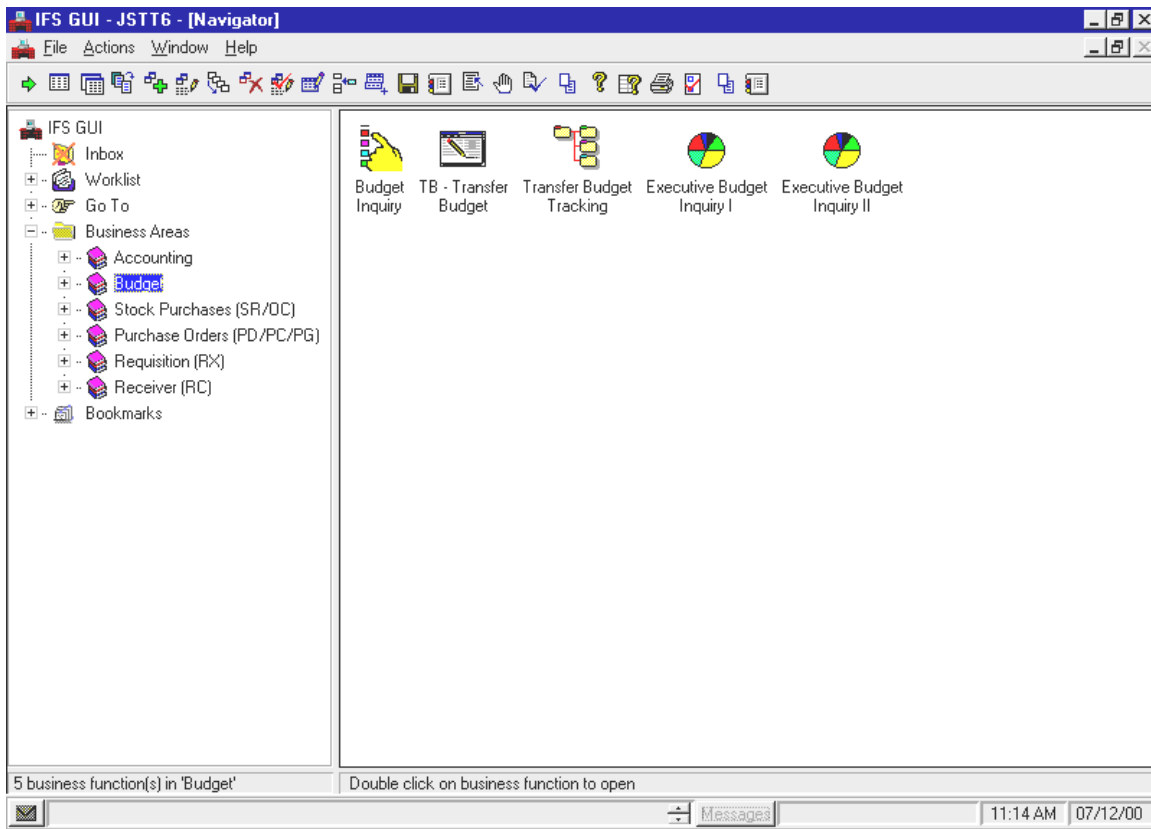 IFS GUI - JSTT6 - [Navigator]
File Actions Window Help
IFS GUI
Inbox
Worklist
Go To
Business Areas
Accounting
Budget
Stock Purchases (SR/OC)
Purchase Orders (PD/PC/PG)
Requisition (RX)
Receiver (RC)
Bookmarks
Budget
Inquiry
TB - Transfer
Budget
Transfer Budget
Tracking
Executive Budget
Inquiry I
Executive Budget
Inquiry II
5 business function(s) in 'Budget'
Double click on business function to open
Messages
11:14 AM
07/12/00